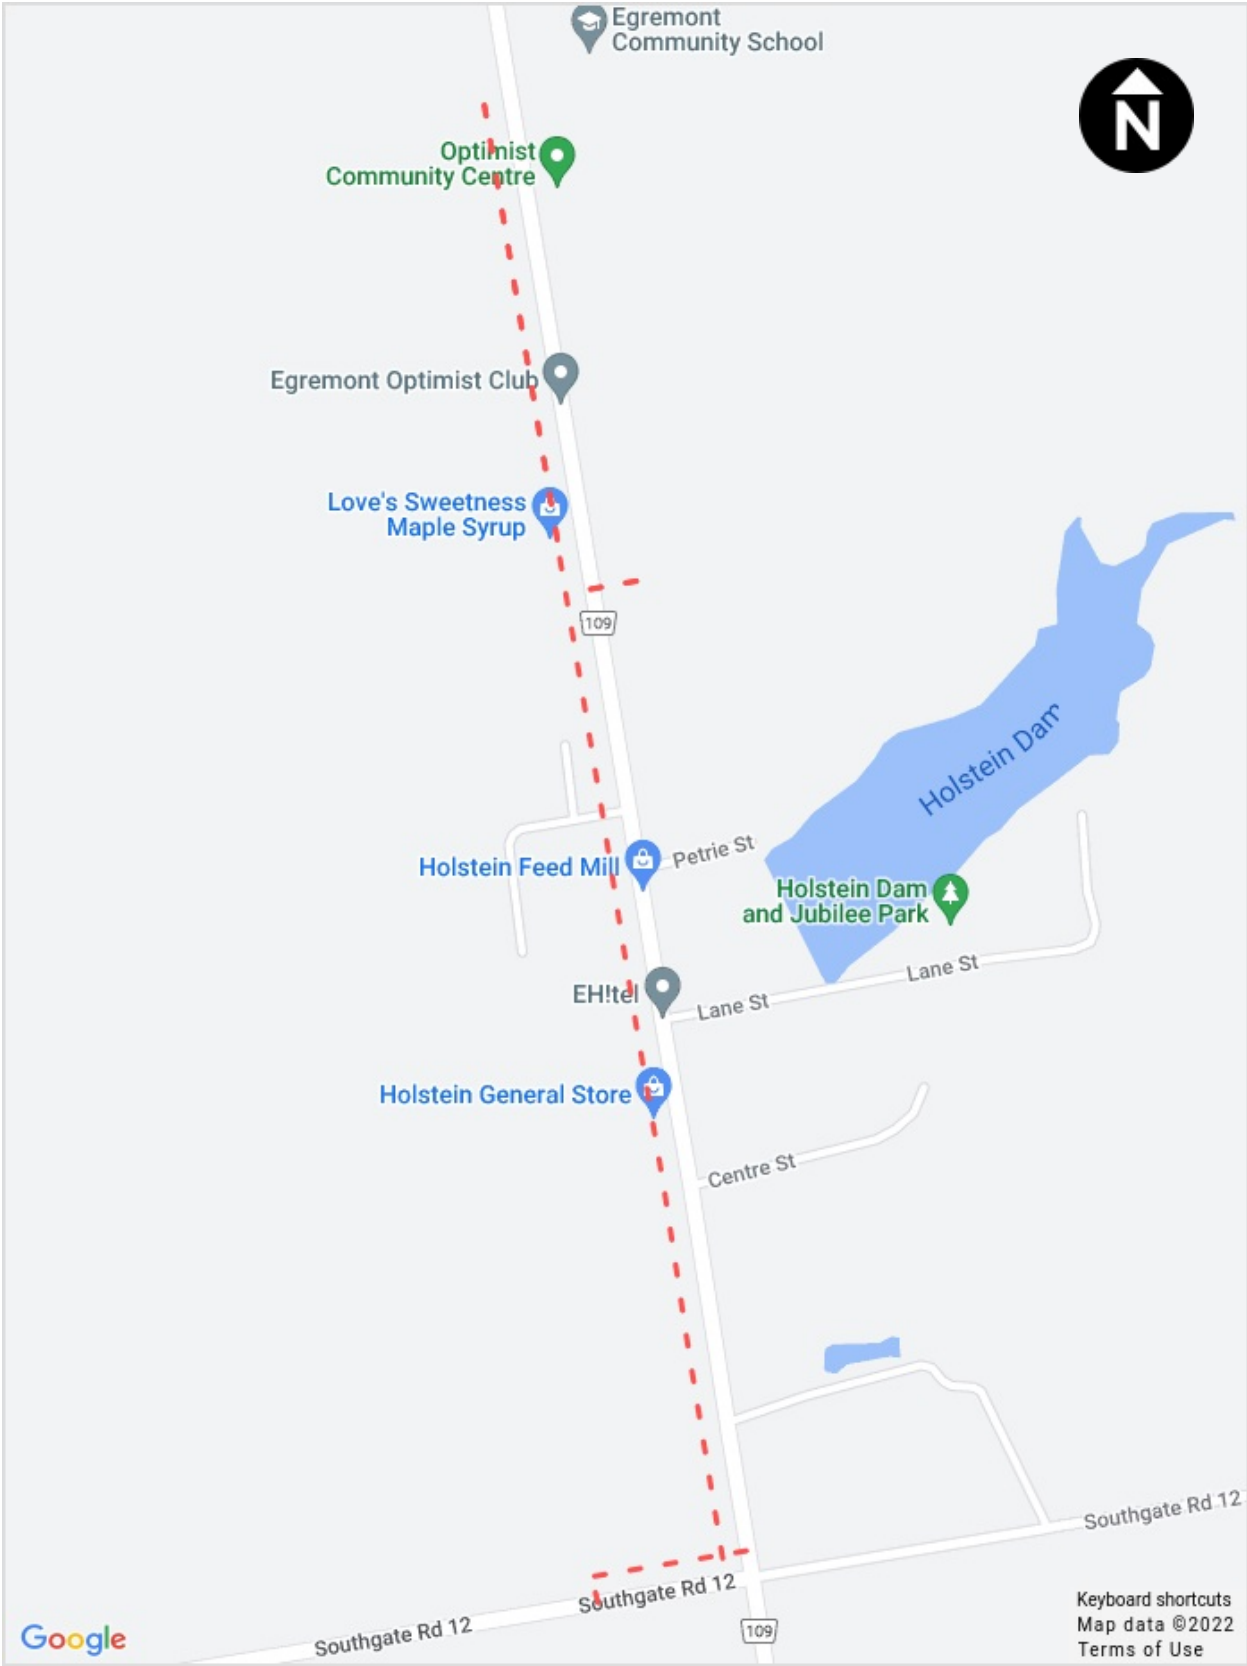 Egremont
Community School
N
Optimist
Community Centre
Egremont Optimist Club
Love's Sweetness
Maple Syrup
109
Holstein Dam
Petrie St
Holstein Feed Mill
Holstein Dam
and Jubilee Park
Lane St
Lane St
EH!tel
Holstein General Store
Centre St
Southgate Rd 12
Southgate Rd 12
Southgate Rd 12
109
Google
Keyboard shortcuts
Map data ©2022
Terms of Use